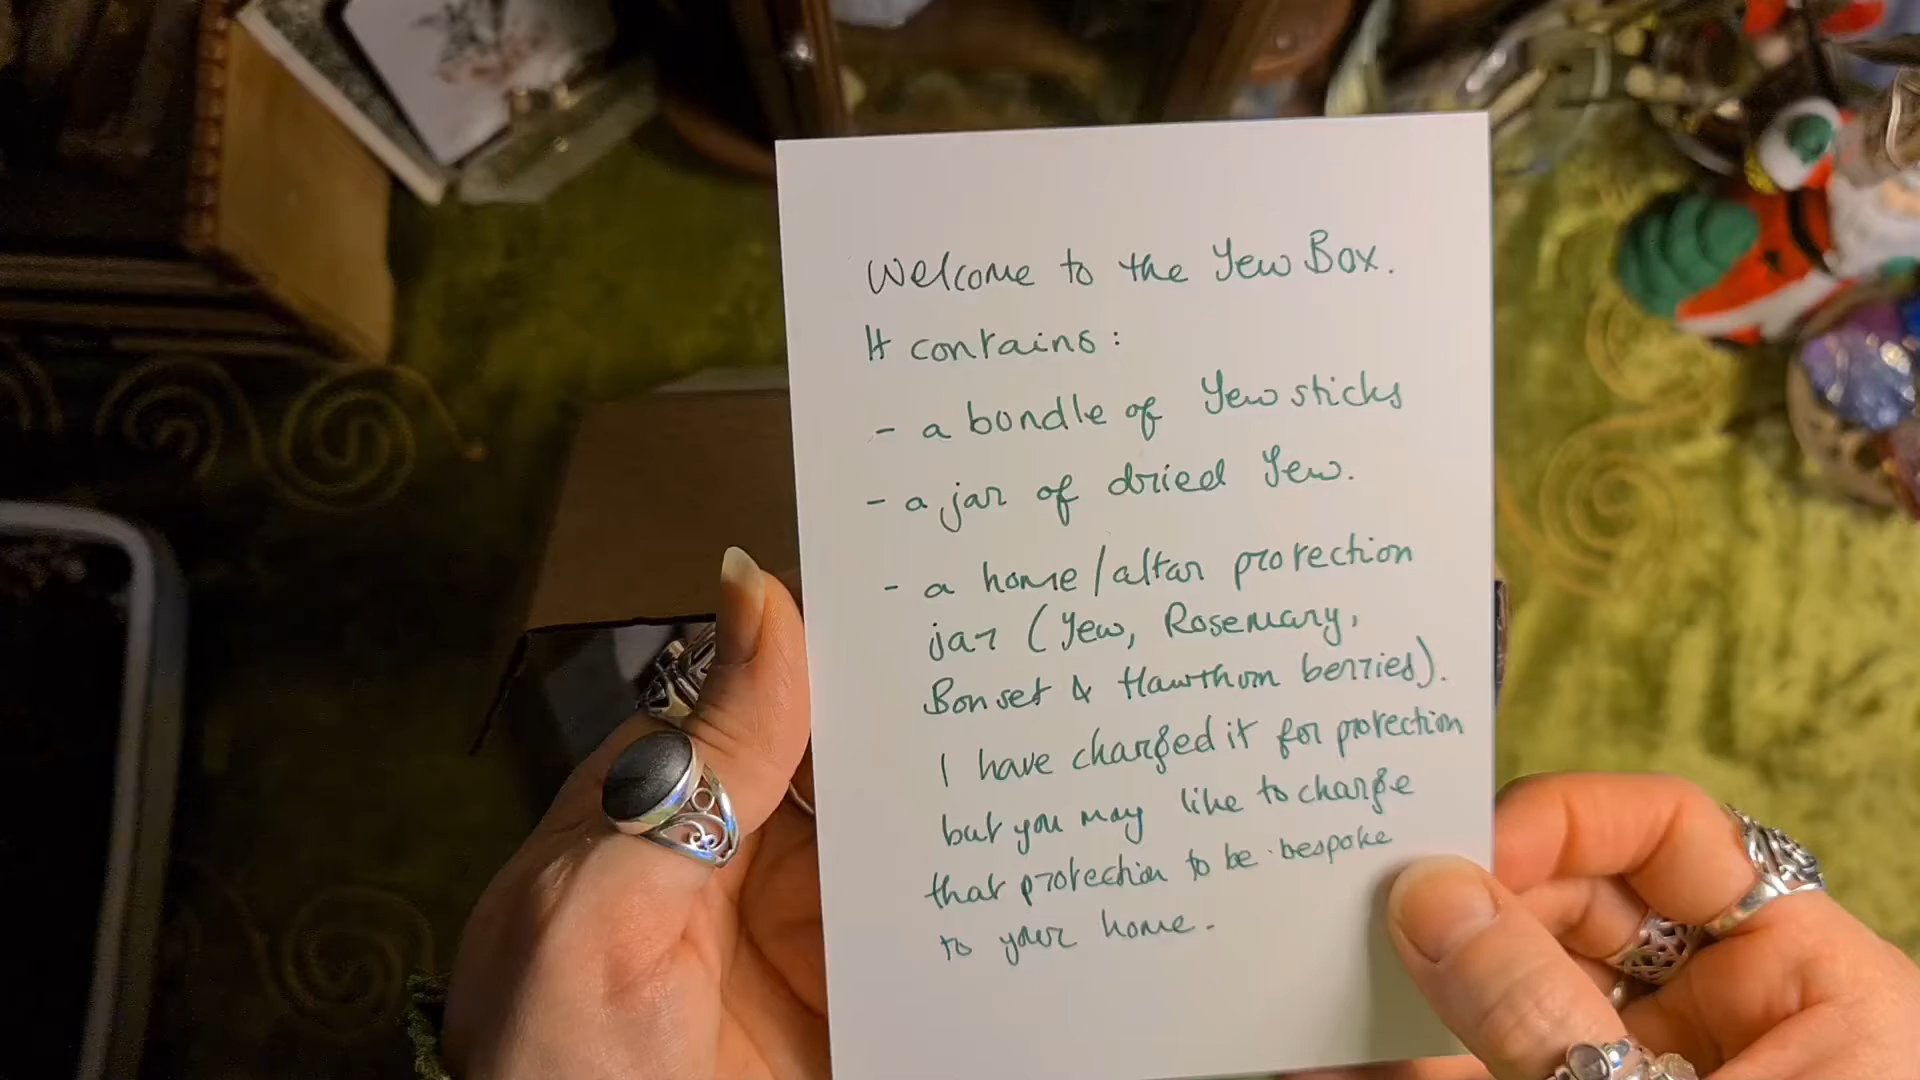 Welcome to the Yew Box.
It contains:
- a bundle of Yew sticks
- a jar of dried Yew.
- a home/altar protection
jar (Yew, Rosemary,
Bonset & Hawthorn berries).
I have charged it for protection
but you may like to charge
that protection to be bespoke
to your home.